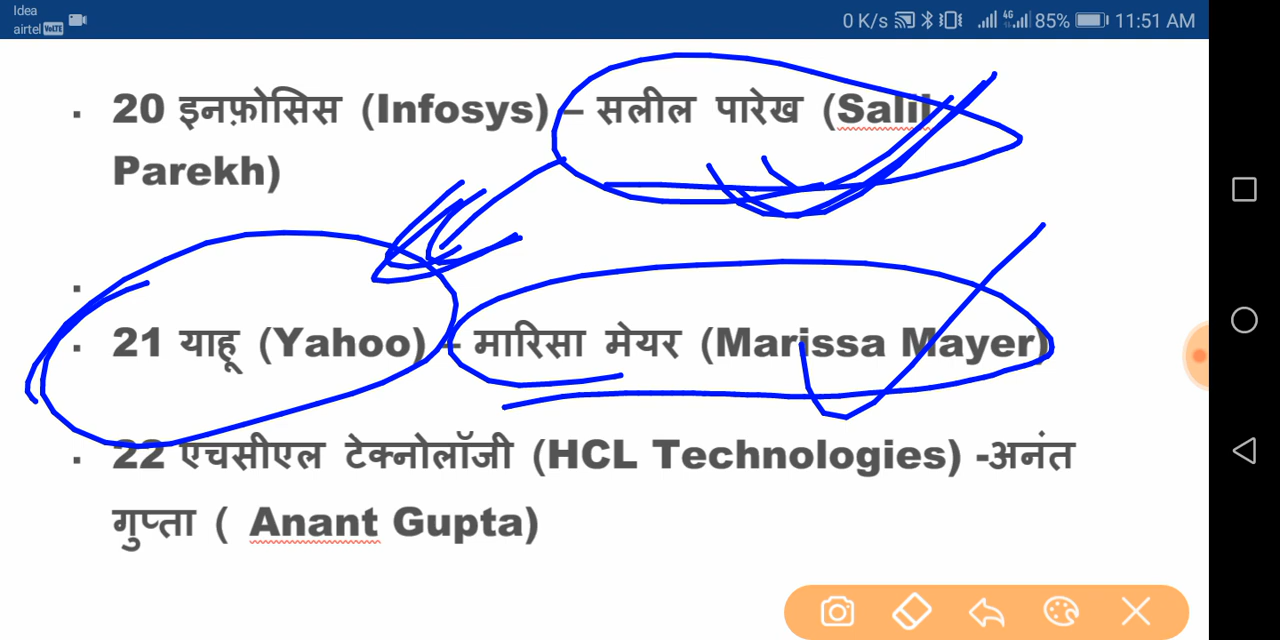 Idea
airtel VoLTE
0 K/s 4G 85% 11:51 AM
20 इनफ़ोसिस (Infosys) – सलील पारेख (Salil
Parekh)
21 याहू (Yahoo) – मारिसा मेयर (Marissa Mayer)
22 एचसीएल टेक्नोलॉजी (HCL Technologies) -अनंत
गुप्ता ( Anant Gupta)